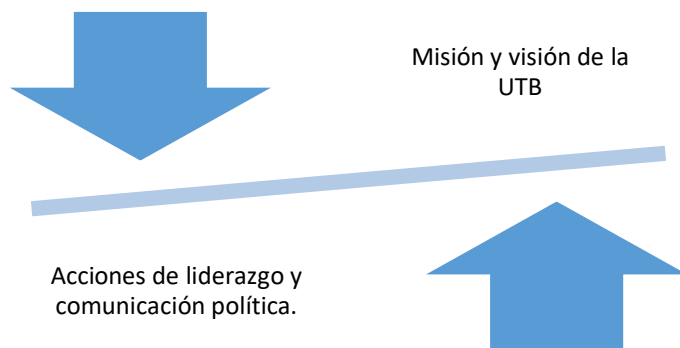 Misión y visión de la
UTB
Acciones de liderazgo y
comunicación política.